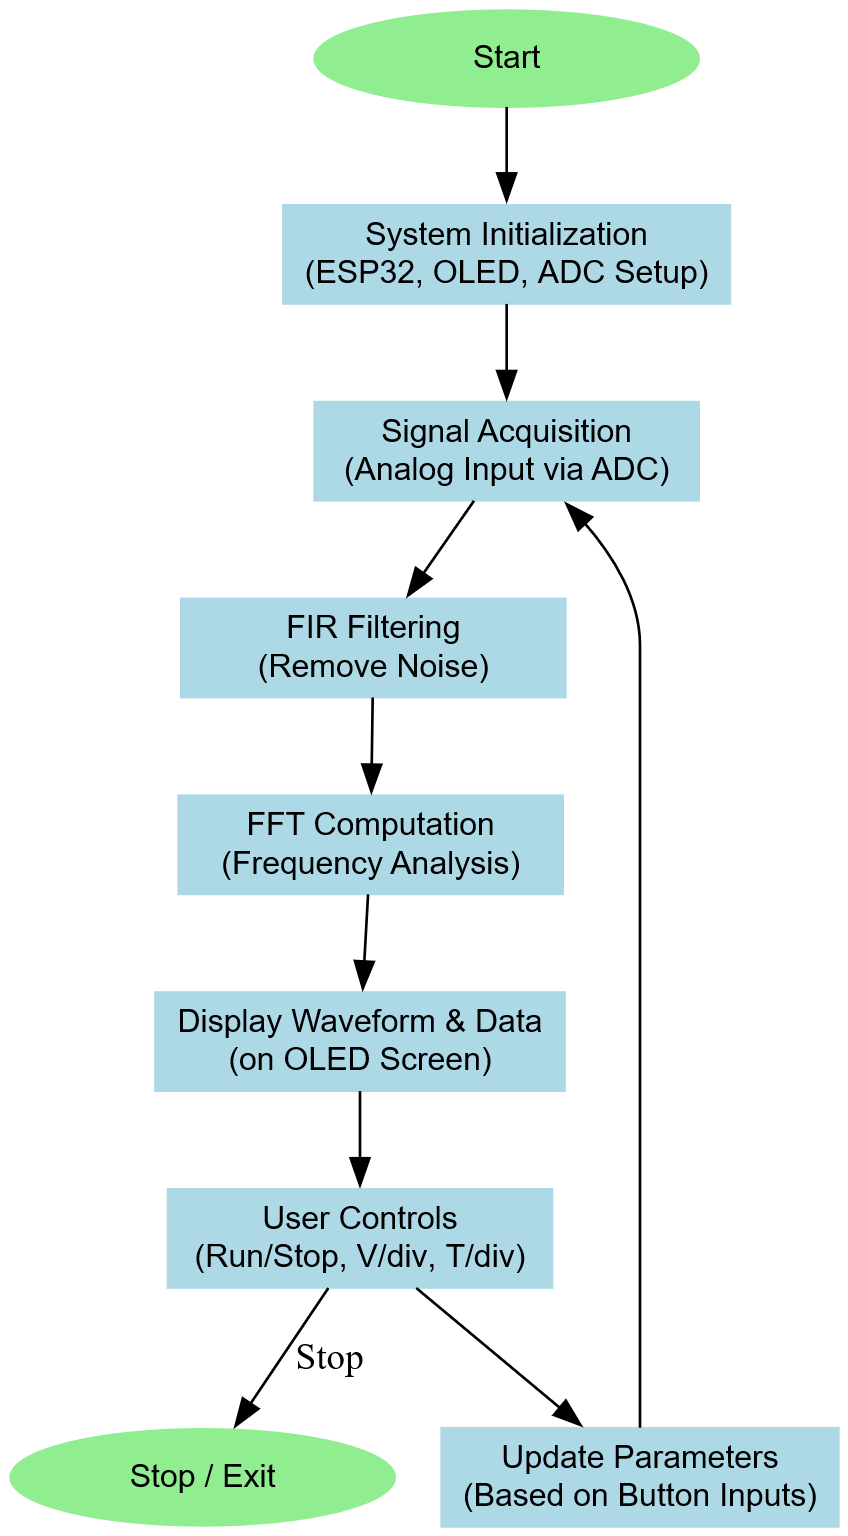 Start
System Initialization
(ESP32, OLED, ADC Setup)
Signal Acquisition
(Analog Input via ADC)
FIR Filtering
(Remove Noise)
FFT Computation
(Frequency Analysis)
Display Waveform & Data
(on OLED Screen)
User Controls
(Run/Stop, V/div, T/div)
Stop
Stop / Exit
Update Parameters
(Based on Button Inputs)